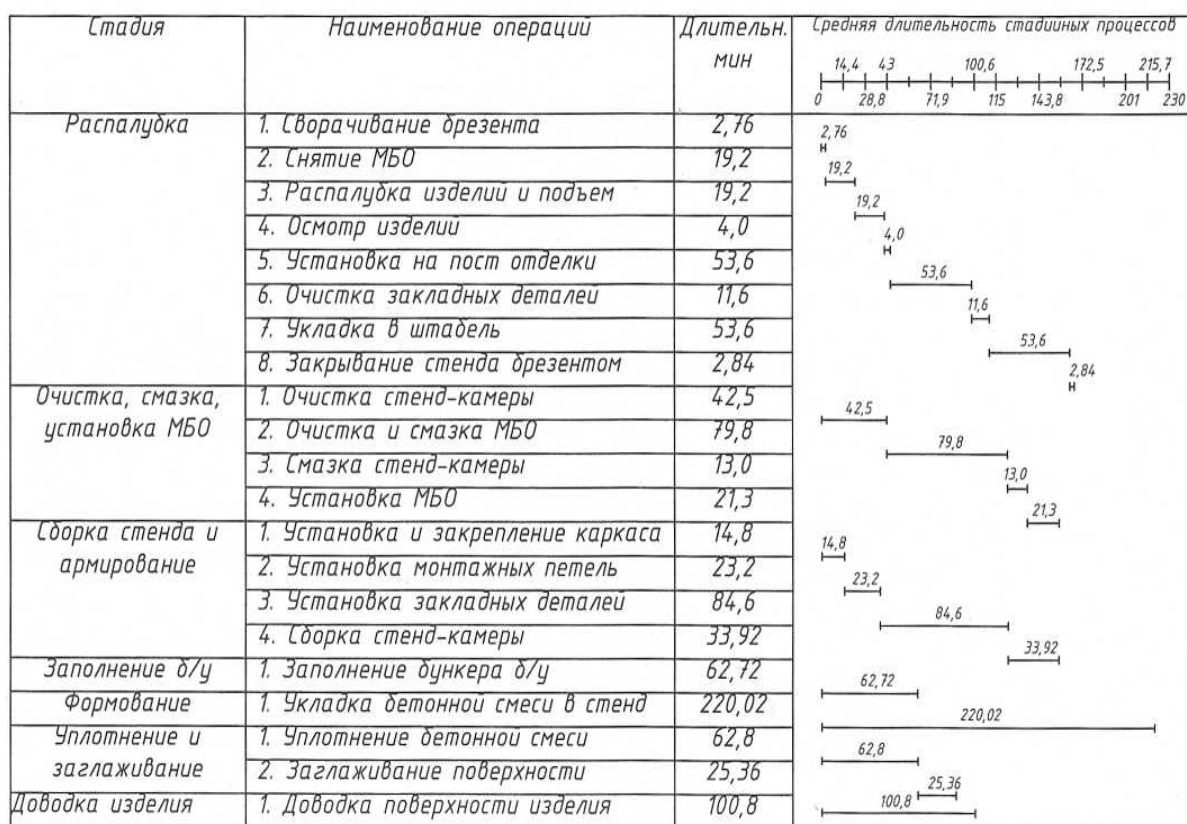 Стадия
Наименование операций
Длительн.
мин
Средняя длительность стадийных процессов
14,4 43 100,6 172,5 215,7
0 28,8 71,9 115 143,8 201 230
Распалубка
1. Сворачивание брезента 2,76
2,76
2. Снятие МБО 19,2
19,2
3. Распалубка изделий и подъем 19,2
19,2
4. Осмотр изделий 4,0
4,0
5. Установка на пост отделки 53,6
53,6
6. Очистка закладных деталей 11,6
11,6
7. Укладка в штабель 53,6
53,6
8. Закрывание стенда брезентом 2,84
2,84
Очистка, смазка,
установка МБО
1. Очистка стенд-камеры 42,5
42,5
2. Очистка и смазка МБО 79,8
79,8
3. Смазка стенд-камеры 13,0
13,0
4. Установка МБО 21,3
21,3
Сборка стенда и
армирование
1. Установка и закрепление каркаса 14,8
14,8
2. Установка монтажных петель 23,2
23,2
3. Установка закладных деталей 84,6
84,6
4. Сборка стенд-камеры 33,92
33,92
Заполнение б/у
1. Заполнение бункера б/у 62,72
62,72
Формование
1. Укладка бетонной смеси в стенд 220,02
220,02
Уплотнение и
заглаживание
1. Уплотнение бетонной смеси 62,8
62,8
2. Заглаживание поверхности 25,36
25,36
Доводка изделия
1. Доводка поверхности изделия 100,8
100,8